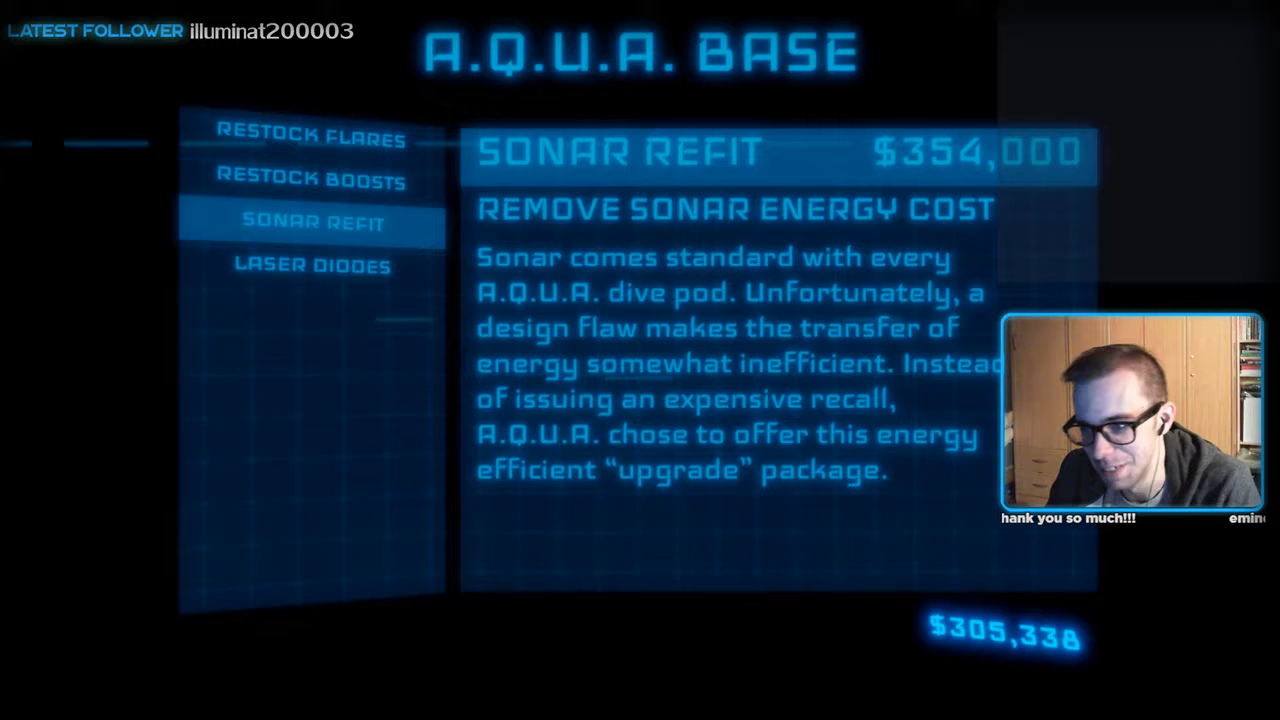 LATEST FOLLOWER illuminat200003
A.Q.U.A. BASE
RESTOCK FLARES
RESTOCK BOOSTS
SONAR REFIT
LASER DIODES
SONAR REFIT $354,000
REMOVE SONAR ENERGY COST
Sonar comes standard with every
A.Q.U.A. dive pod. Unfortunately, a
design flaw makes the transfer of
energy somewhat inefficient. Instead
of issuing an expensive recall,
A.Q.U.A. chose to offer this energy
efficient “upgrade” package.
hank you so much!!! emin
$305,338